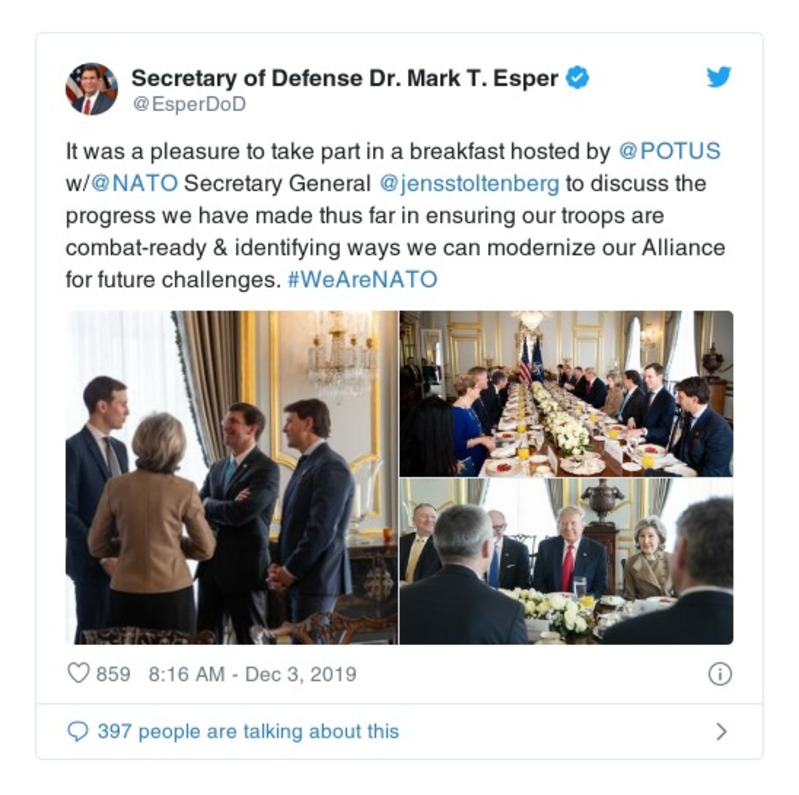 Secretary of Defense Dr. Mark T. Esper
@EsperDoD
It was a pleasure to take part in a breakfast hosted by @POTUS
w/@NATO Secretary General @jensstoltenberg to discuss the
progress we have made thus far in ensuring our troops are
combat-ready & identifying ways we can modernize our Alliance
for future challenges. #WeAreNATO
859 8:16 AM - Dec 3, 2019
397 people are talking about this